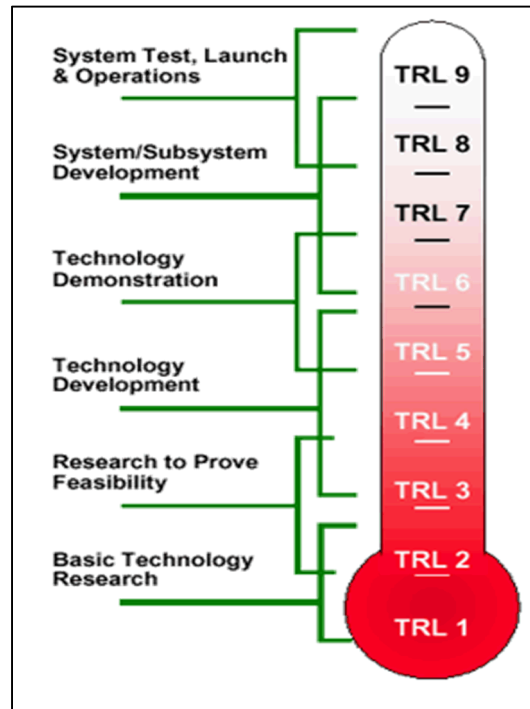 System Test, Launch
& Operations
System/Subsystem
Development
Technology
Demonstration
Technology
Development
Research to Prove
Feasibility
Basic Technology
Research
TRL 9
TRL 8
TRL 7
TRL 6
TRL 5
TRL 4
TRL 3
TRL 2
TRL 1